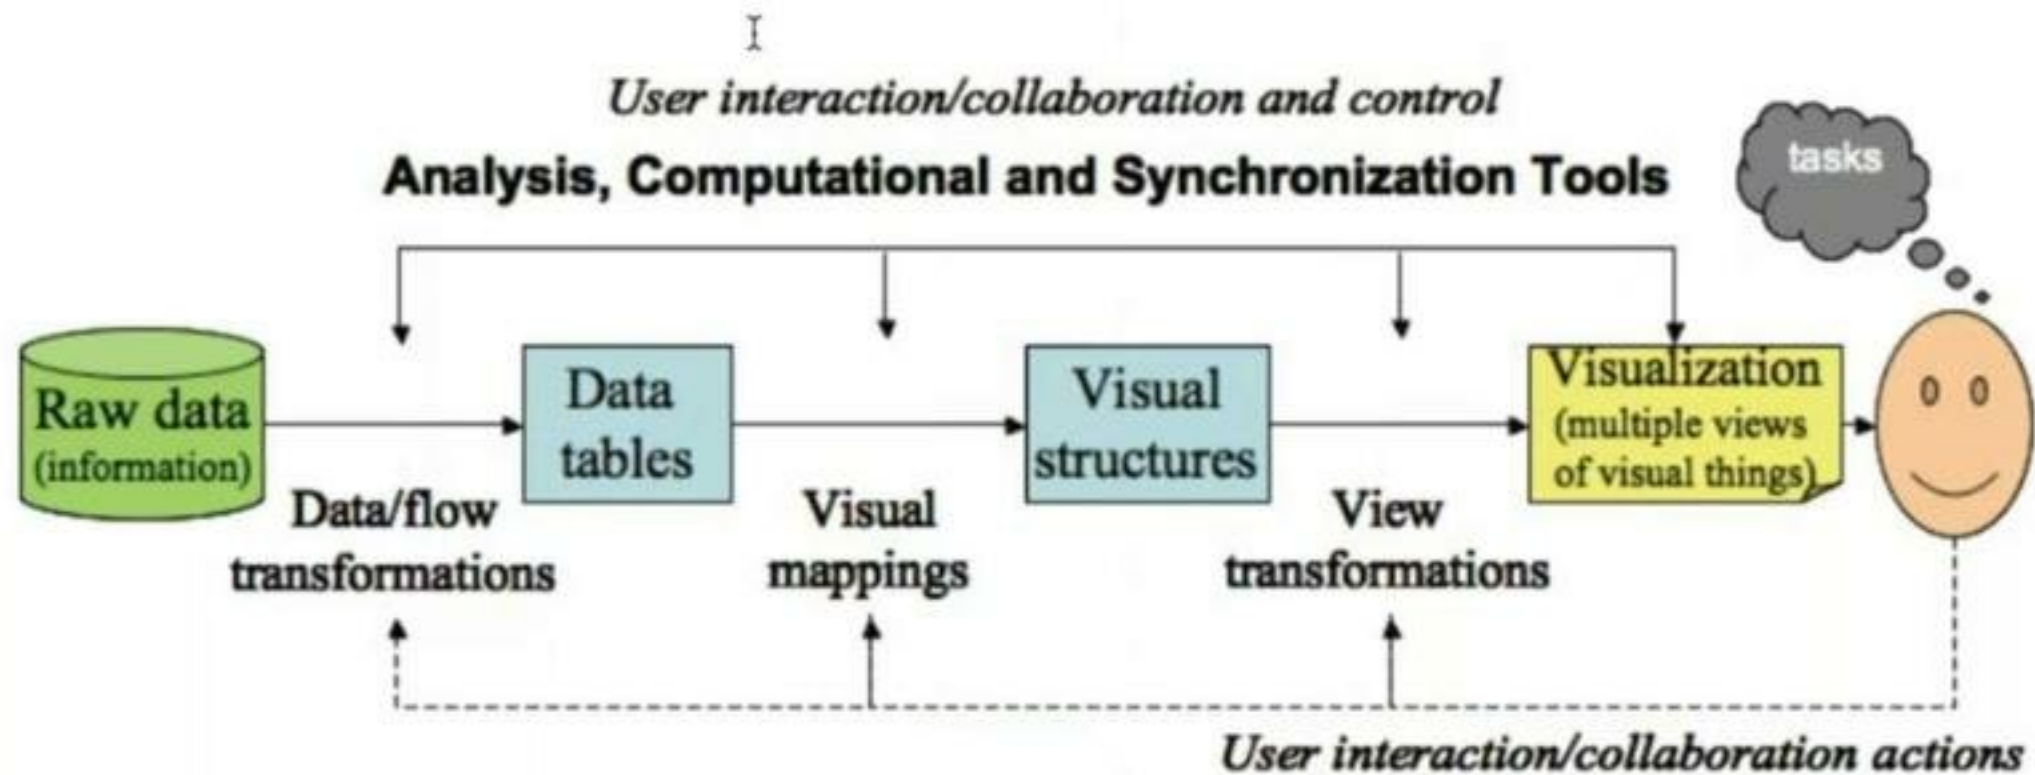 User interaction/collaboration and control
Analysis, Computational and Synchronization Tools
tasks
Raw data
(information)
Data
tables
Visual
structures
Visualization
(multiple views
of visual things)
Data/flow
transformations
Visual
mappings
View
transformations
User interaction/collaboration actions